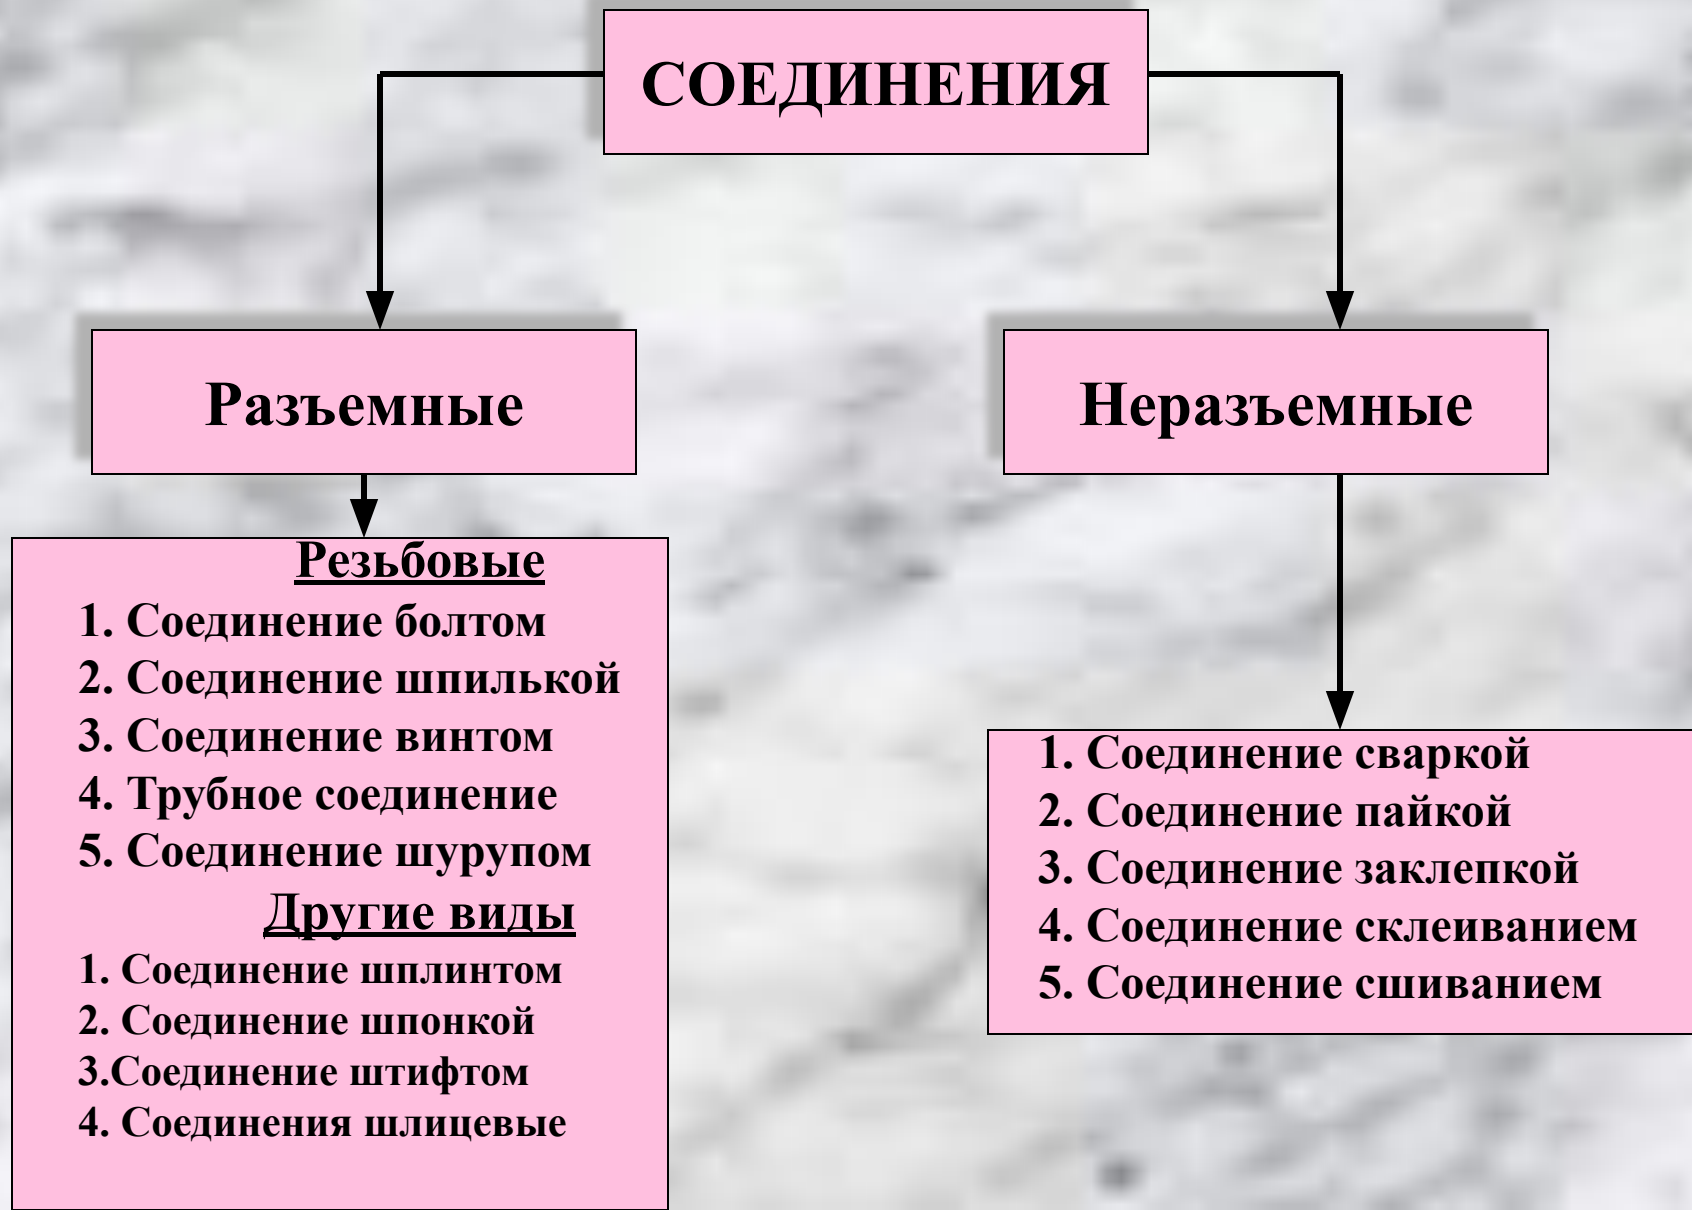 СОЕДИНЕНИЯ
Разъемные
Неразъемные
Резьбовые
1. Соединение болтом
2. Соединение шпилькой
3. Соединение винтом
4. Трубное соединение
5. Соединение шурупом
Другие виды
1. Соединение шплинтом
2. Соединение шпонкой
3.Соединение штифтом
4. Соединения шлицевые
1. Соединение сваркой
2. Соединение пайкой
3. Соединение заклепкой
4. Соединение склеиванием
5. Соединение сшиванием